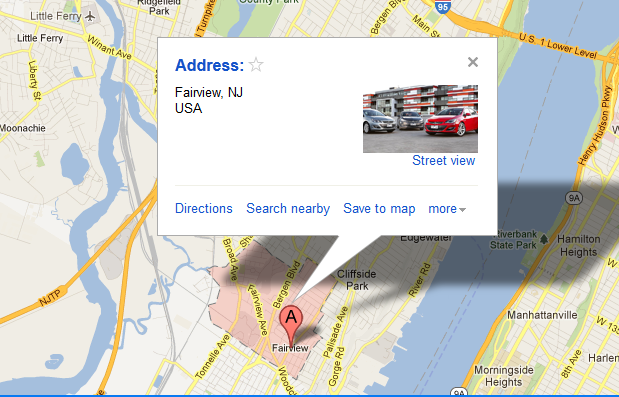 Ridgefield
Park
Turnpike
County Park
Bergen Blvd
Main St
95
Little Ferry
Little Ferry
Winant Ave
U.S. 1 Lower Level
Liberty St
Moonachie
Address:
Fairview, NJ
USA
Street view
Directions
Search nearby
Save to map
more
Henry Hudson Pkwy
9A
Riverbank
State Park
Hamilton
Heights
Edgewater
Broad Ave
Bergen Blvd
Fairview Ave
Cliffside
Park
River Rd
NJTP
A
Fairview
Palisade Ave
Gorge Rd
Tonnelle Ave
Manhattanville
W 135
Harlem
8th Ave
Morningside
Heights
9A